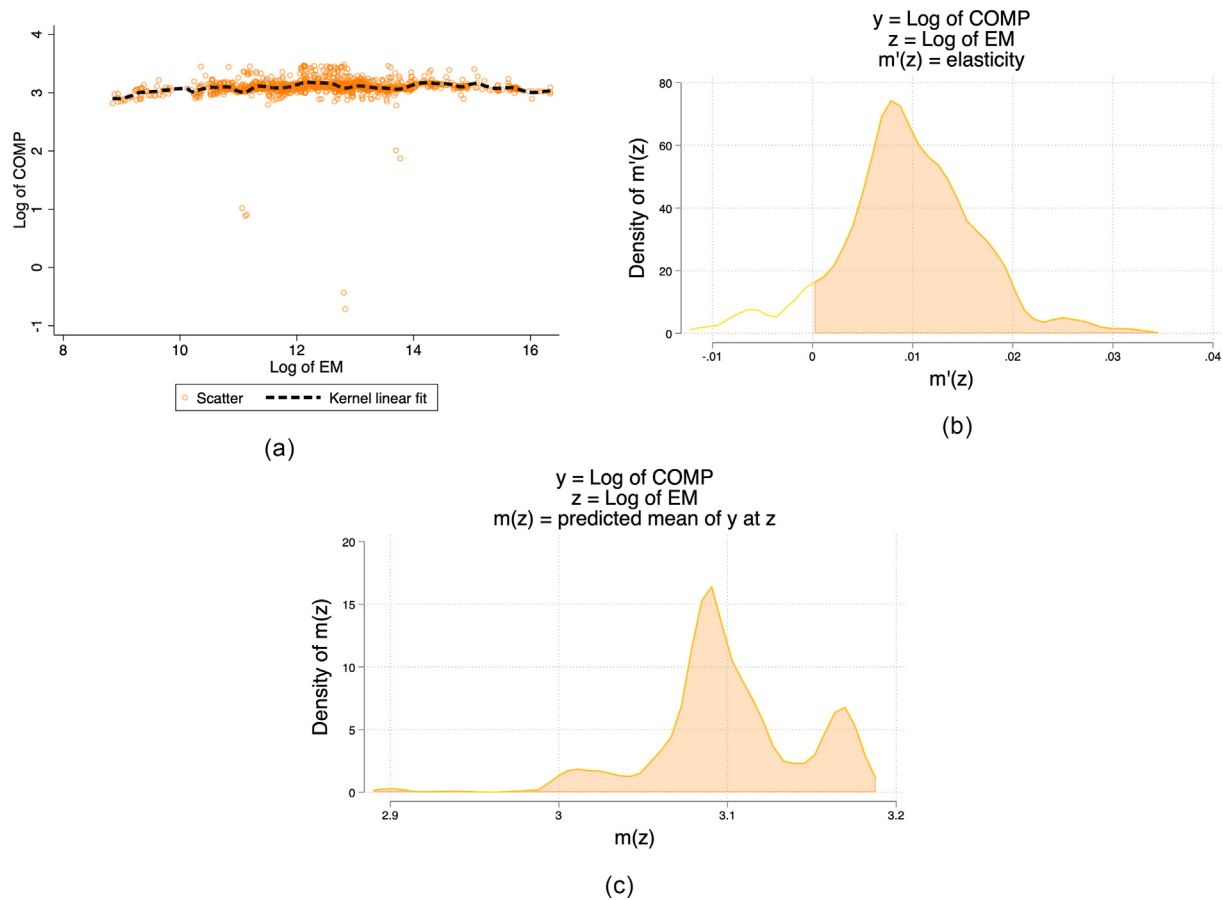 4
3
2
1
0
-1
Log of COMP
8
10
12
14
16
Log of EM
Scatter
Kernel linear fit
(a)
y = Log of COMP
z = Log of EM
m'(z) = elasticity
80
60
40
20
0
Density of m'(z)
-.01
0
.01
.02
.03
.04
m'(z)
(b)
y = Log of COMP
z = Log of EM
m(z) = predicted mean of y at z
20
15
10
5
0
Density of m(z)
2.9
3
3.1
3.2
m(z)
(c)